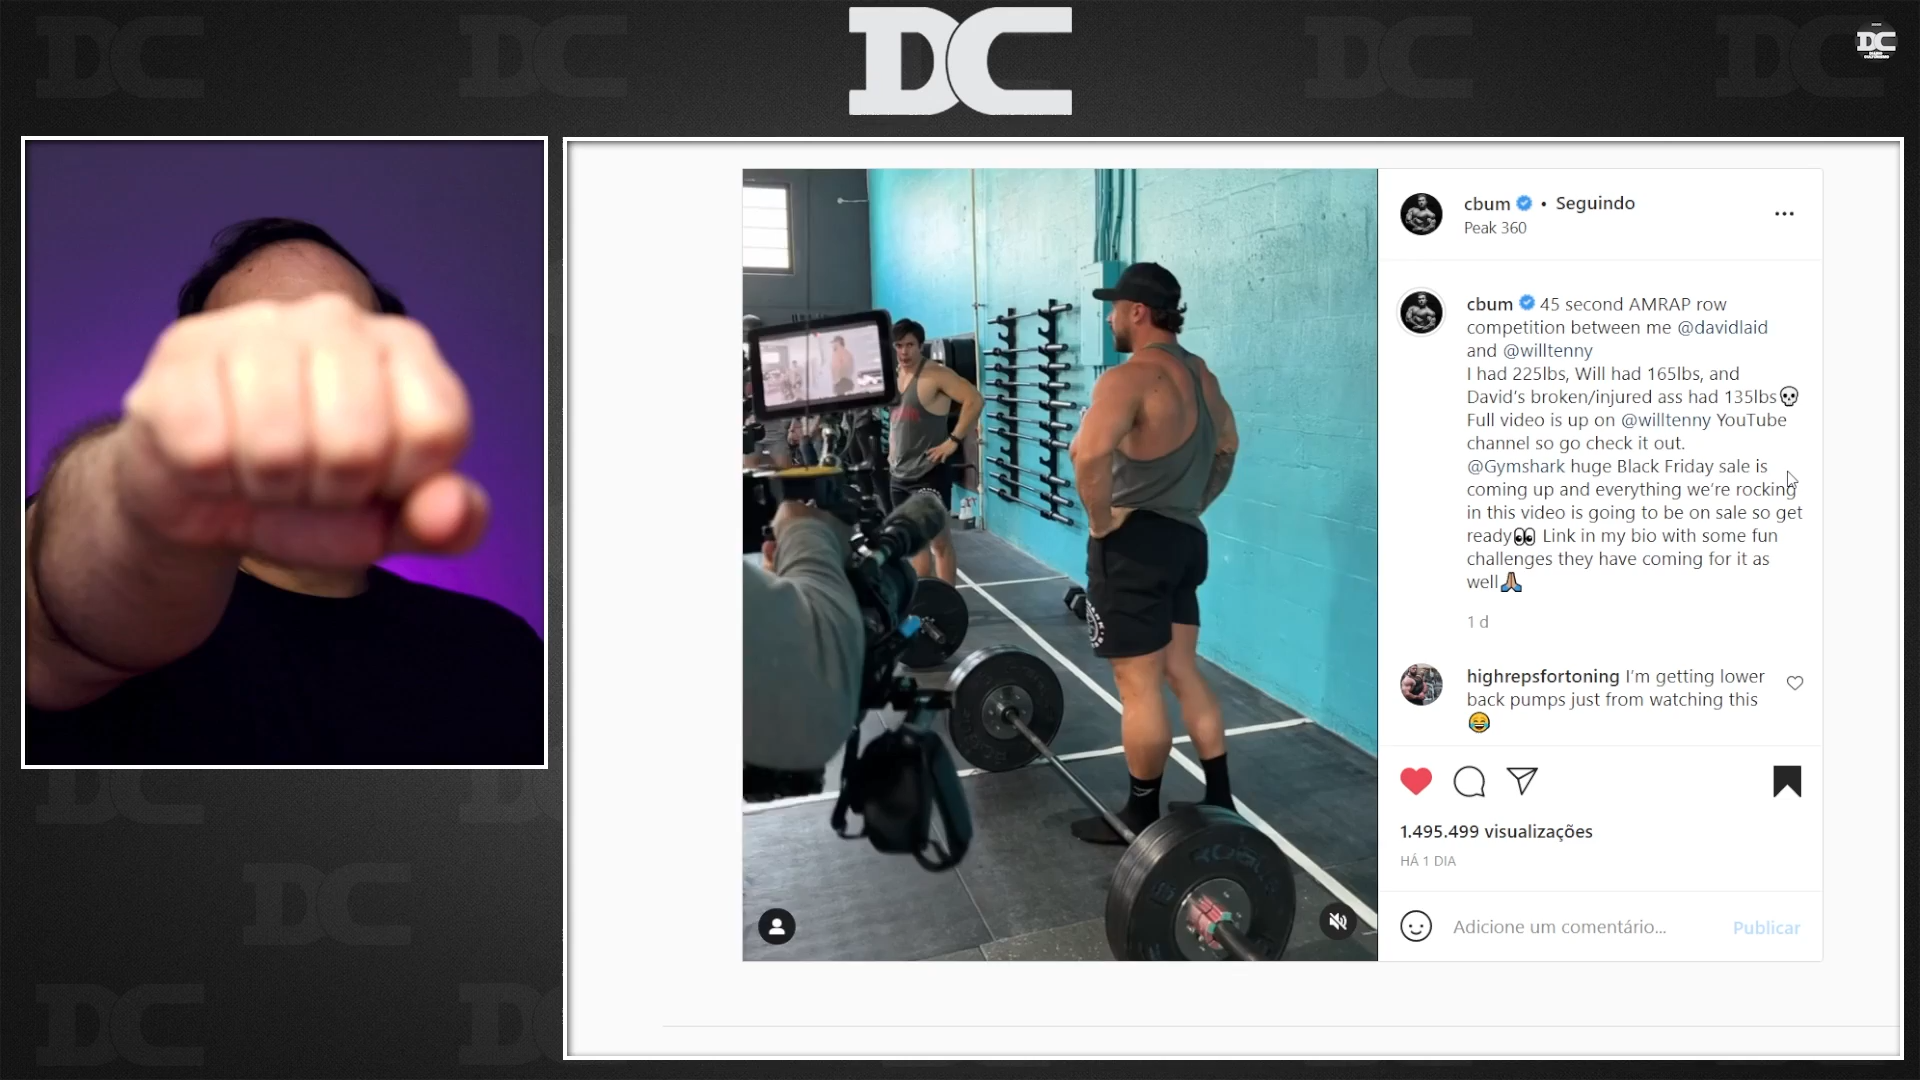 DC
DC
cbum • Seguindo
Peak 360
cbum 45 second AMRAP row
competition between me @davidlaid
and @willtenny
I had 225lbs, Will had 165lbs, and
David's broken/injured ass had 135lbs💀
Full video is up on @willtenny YouTube
channel so go check it out.
@Gymshark huge Black Friday sale is
coming up and everything we're rocking
in this video is going to be on sale so get
ready👀 Link in my bio with some fun
challenges they have coming for it as
well🙏🏽
1 d
highrepsfortoning I'm getting lower
back pumps just from watching this
😂
1.495.499 visualizações
HÁ 1 DIA
Adicione um comentário...
Publicar